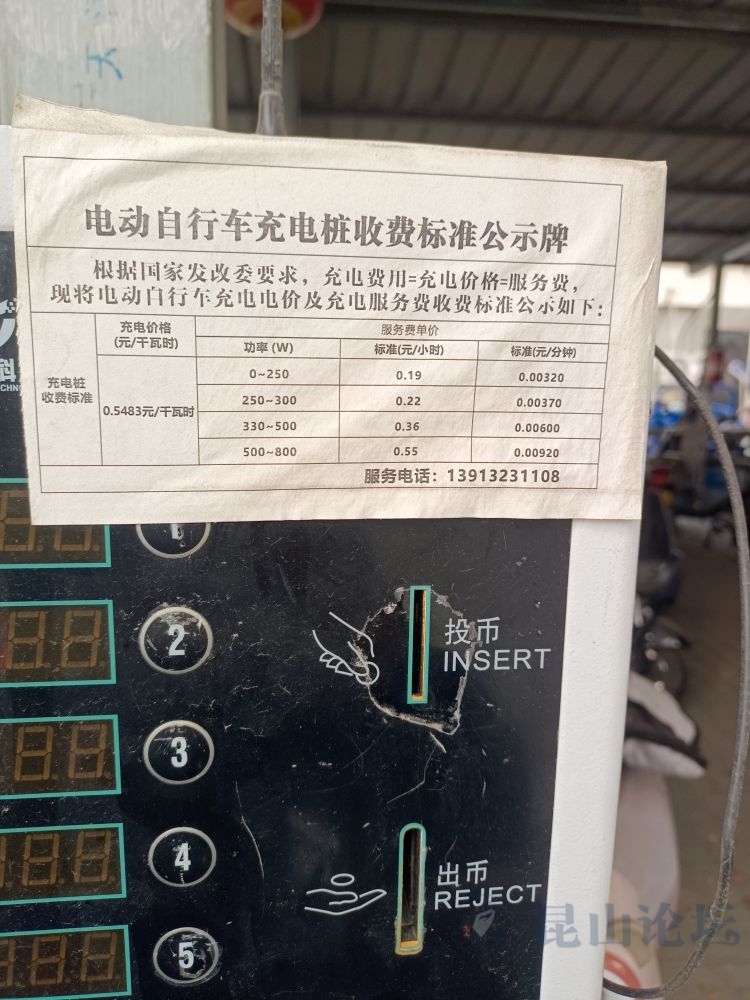 电动自行车充电桩收费标准公示牌
根据国家发改委要求，充电费用=充电价格=服务费，
现将电动自行车充电电价及充电服务费收费标准公示如下：
充电桩
收费标准
充电价格
(元/千瓦时)
服务费单价
功率 (W) 标准(元/小时) 标准(元/分钟)
0.5483元/千瓦时
0~250 0.19 0.00320
250~300 0.22 0.00370
330~500 0.36 0.00600
500~800 0.55 0.00920
服务电话：13913231108
科
1
2
3
4
5
投币
INSERT
出币
REJECT
昆山论坛